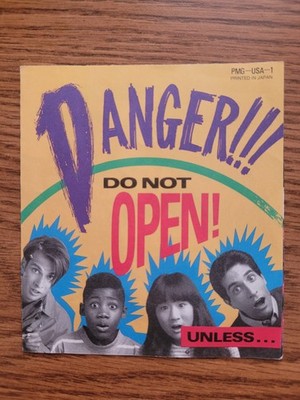 PMG-USA-1
PRINTED IN JAPAN
DANGER!!!
DO NOT
OPEN!
UNLESS...